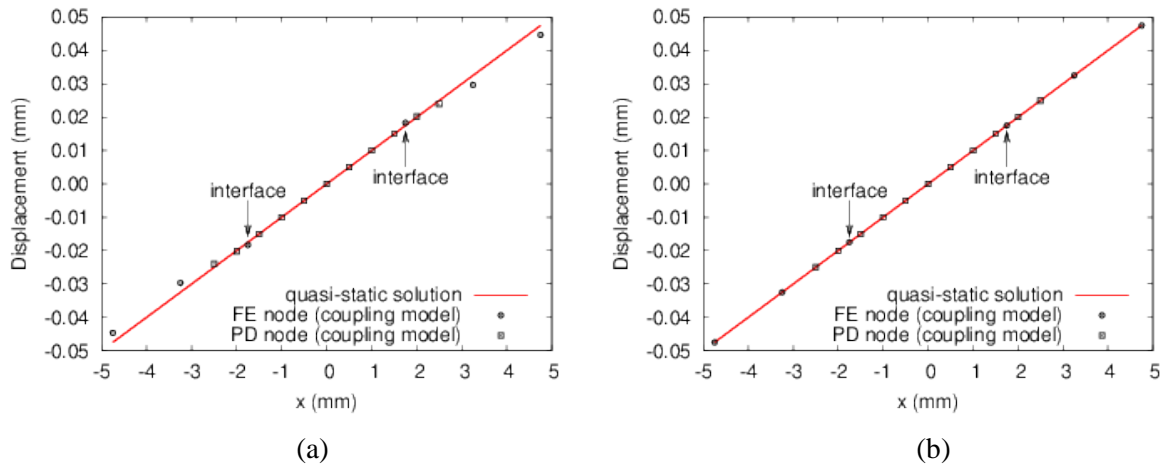 0.05
0.04
0.03
0.02
0.01
0.00
-0.01
-0.02
-0.03
-0.04
-0.05
Displacement (mm)
interface
interface
quasi-static solution
FE node (coupling model)
PD node (coupling model)
-5 -4 -3 -2 -1 0 1 2 3 4 5
x (mm)
(a)
0.05
0.04
0.03
0.02
0.01
0.00
-0.01
-0.02
-0.03
-0.04
-0.05
Displacement (mm)
interface
interface
quasi-static solution
FE node (coupling model)
PD node (coupling model)
-5 -4 -3 -2 -1 0 1 2 3 4 5
x (mm)
(b)